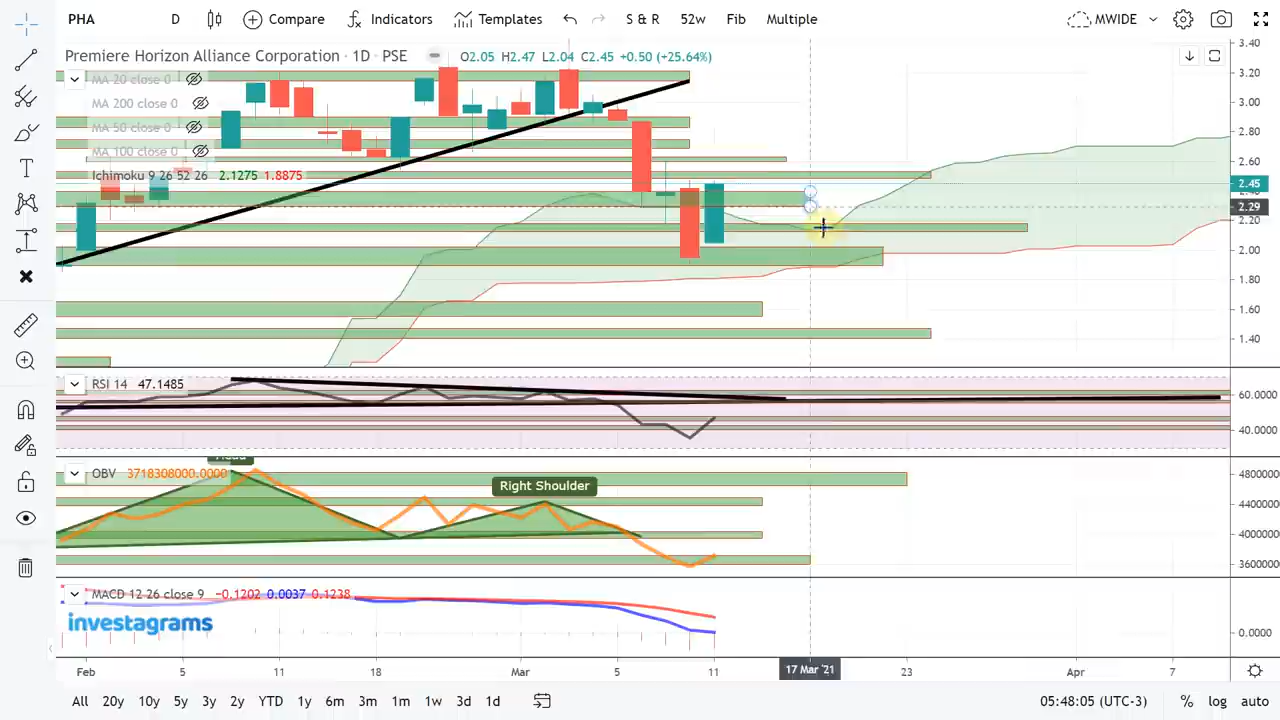 PHA D Compare Indicators Templates S & R 52w Fib Multiple MWIDE
Premiere Horizon Alliance Corporation · 1D · PSE O2.05 H2.47 L2.04 C2.45 +0.50 (+25.64%)
MA 20 close 0
MA 200 close 0
MA 50 close 0
MA 100 close 0
Ichimoku 9 26 52 26 2.1275 1.8875
3.40
3.20
3.00
2.80
2.60
2.45
2.29
2.20
2.00
1.80
1.60
1.40
RSI 14 47.1485
60.0000
40.0000
Head
OBV 3718308000.0000
Right Shoulder
4800000
4400000
40000000
3600000
MACD 12 26 close 9 −0.1202 0.0037 0.1238
investagrams
0.0000
Feb 5 11 18 Mar 5 11 17 Mar '21 23 Apr 7
All 20y 10y 5y 3y 2y YTD 1y 6m 3m 1m 1w 3d 1d 05:48:05 (UTC-3) % log auto